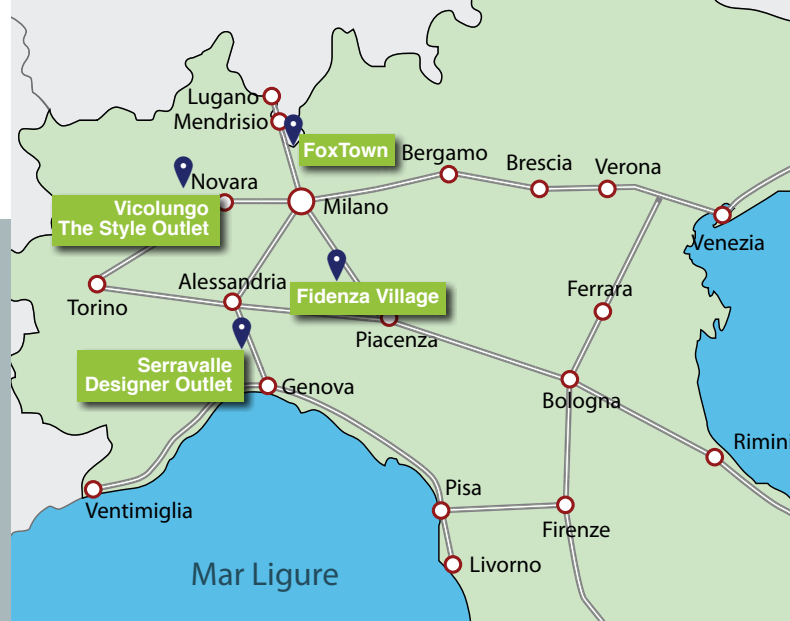 Lugano
Mendrisio
FoxTown
Bergamo
Brescia
Verona
Novara
Milano
Vicolungo
The Style Outlet
Venezia
Alessandria
Fidenza Village
Ferrara
Torino
Piacenza
Serravalle
Designer Outlet
Genova
Bologna
Rimini
Pisa
Ventimiglia
Firenze
Livorno
Mar Ligure